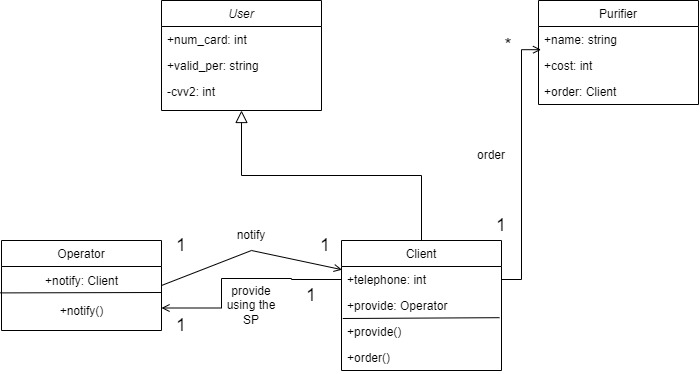 User
+num_card: int
+valid_per: string
-cvv2: int
Purifier
+name: string
+cost: int
+order: Client
*
order
1
Operator
+notify: Client
+notify()
1
notify
1
provide
using the
SP
1
1
Client
+telephone: int
+provide: Operator
+provide()
+order()